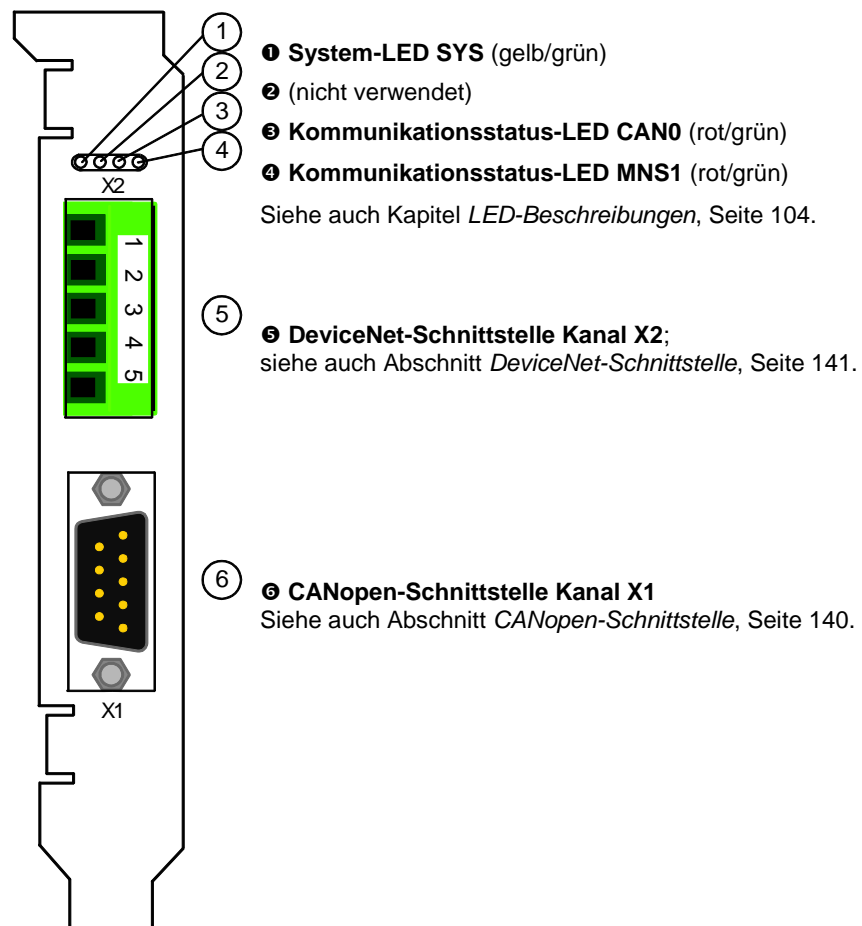 1
2
3
4
❶ System-LED SYS (gelb/grün)
❷ (nicht verwendet)
❸ Kommunikationsstatus-LED CAN0 (rot/grün)
❹ Kommunikationsstatus-LED MNS1 (rot/grün)
Siehe auch Kapitel LED-Beschreibungen, Seite 104.
X2
1
2
3
4
5
5
❺ DeviceNet-Schnittstelle Kanal X2;
siehe auch Abschnitt DeviceNet-Schnittstelle, Seite 141.
6
❻ CANopen-Schnittstelle Kanal X1
Siehe auch Abschnitt CANopen-Schnittstelle, Seite 140.
X1